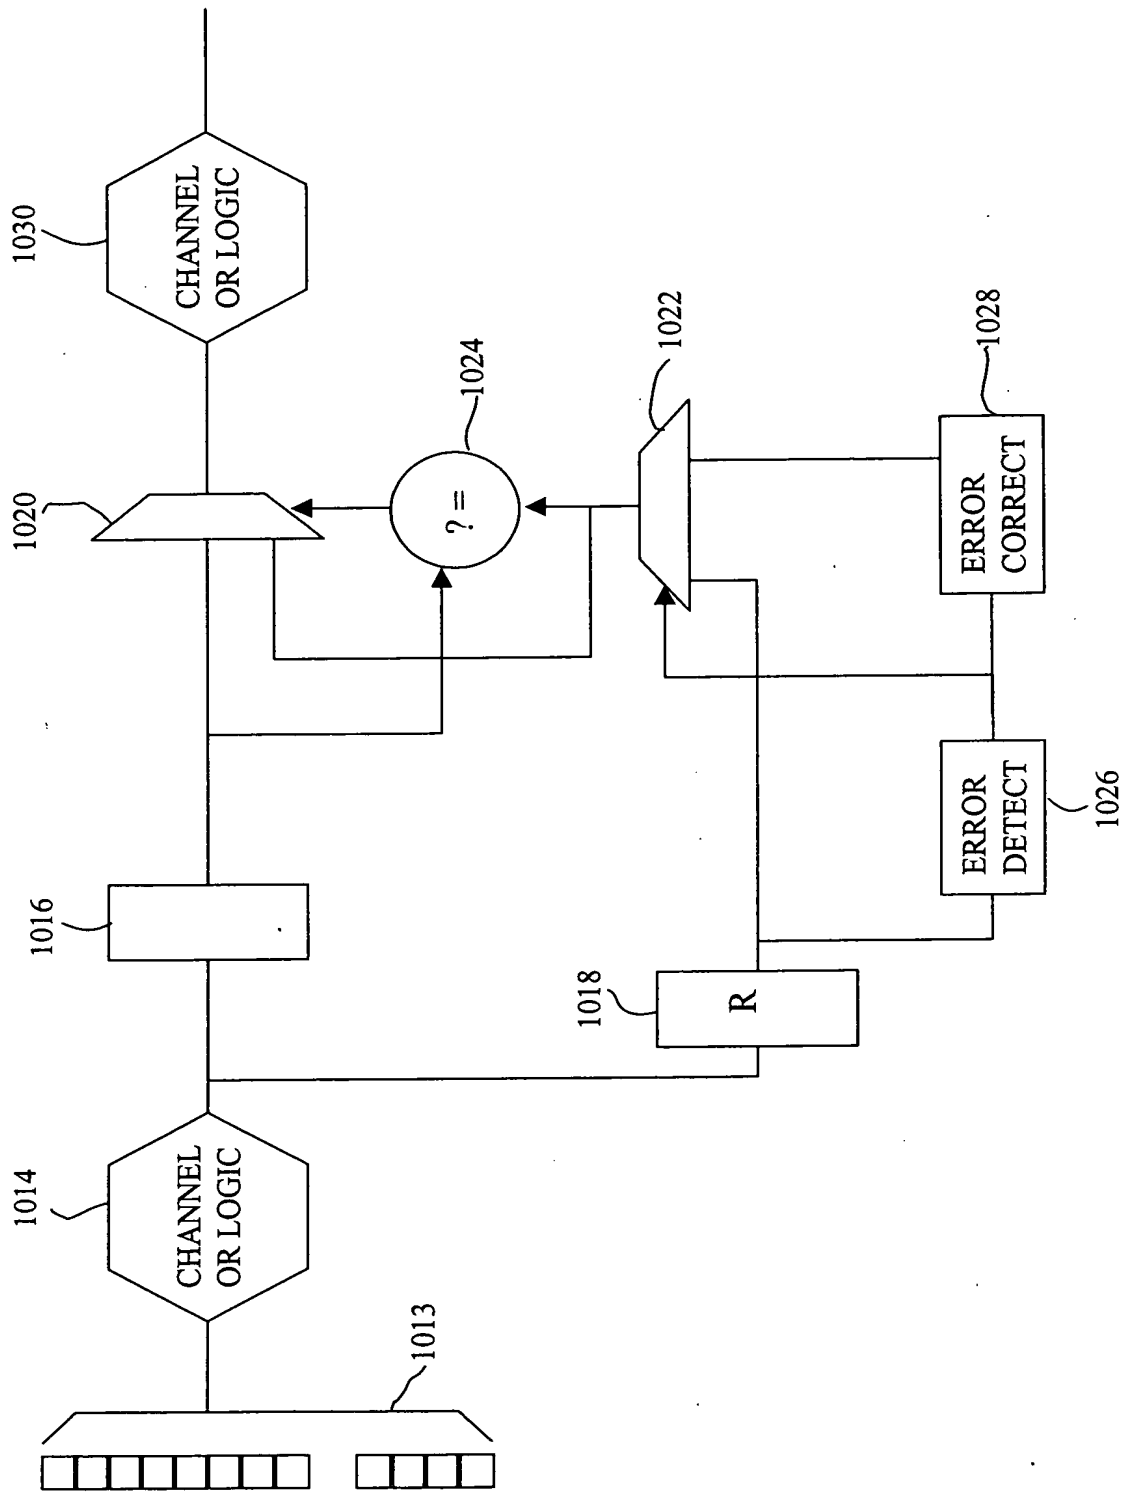 1013
1014
CHANNEL
OR LOGIC
1016
1018
R
1020
1022
1024
? =
1026
ERROR
DETECT
1028
ERROR
CORRECT
1030
CHANNEL
OR LOGIC